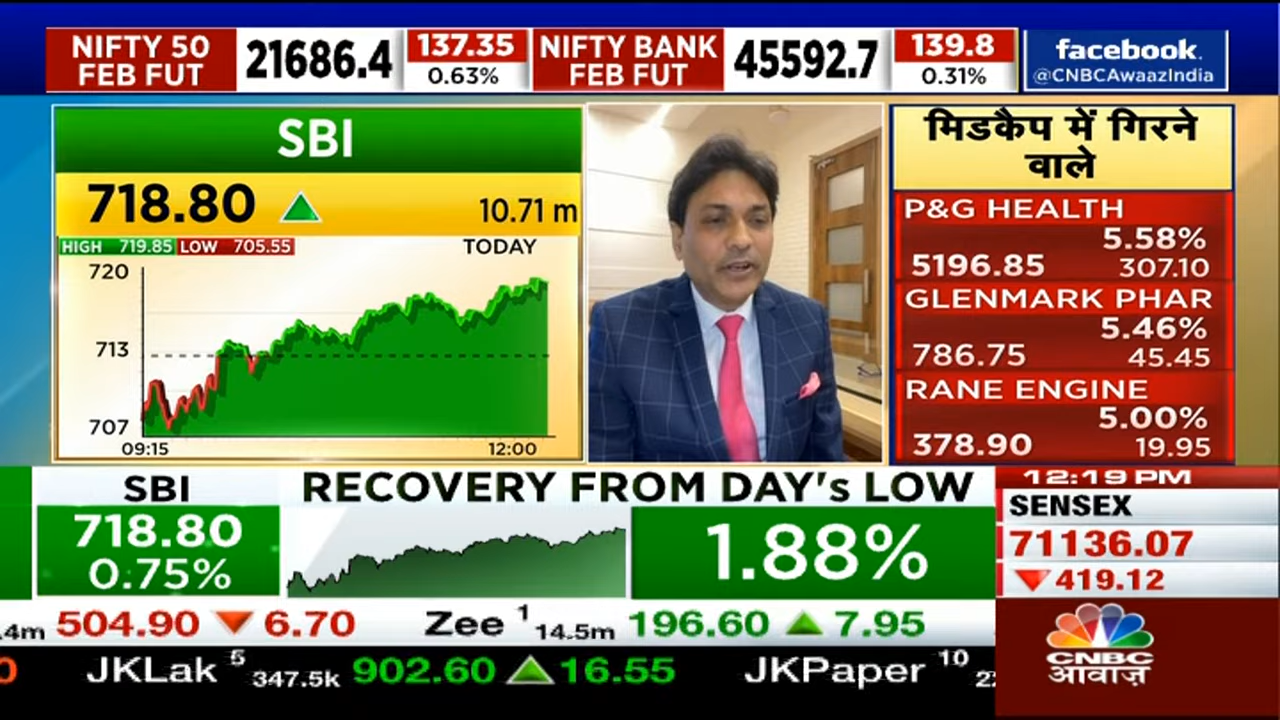 NIFTY 50
FEB FUT
21686.4
137.35
0.63%
NIFTY BANK
FEB FUT
45592.7
139.8
0.31%
facebook.
@CNBCAwaazIndia
SBI
718.80
10.71 m
HIGH 719.85 LOW 705.55
TODAY
720
713
707
09:15
12:00
मिडकैप में गिरने
वाले
P&G HEALTH
5.58%
5196.85
307.10
GLENMARK PHAR
5.46%
786.75
45.45
RANE ENGINE
5.00%
378.90
19.95
SBI
718.80
0.75%
RECOVERY FROM DAY's LOW
1.88%
12:19 PM
SENSEX
71136.07
419.12
.4m 504.90 6.70 Zee 1 14.5m 196.60 7.95
0 JKLak 5 347.5k 902.60 16.55 JKPaper 10
CNBC
आवाज़